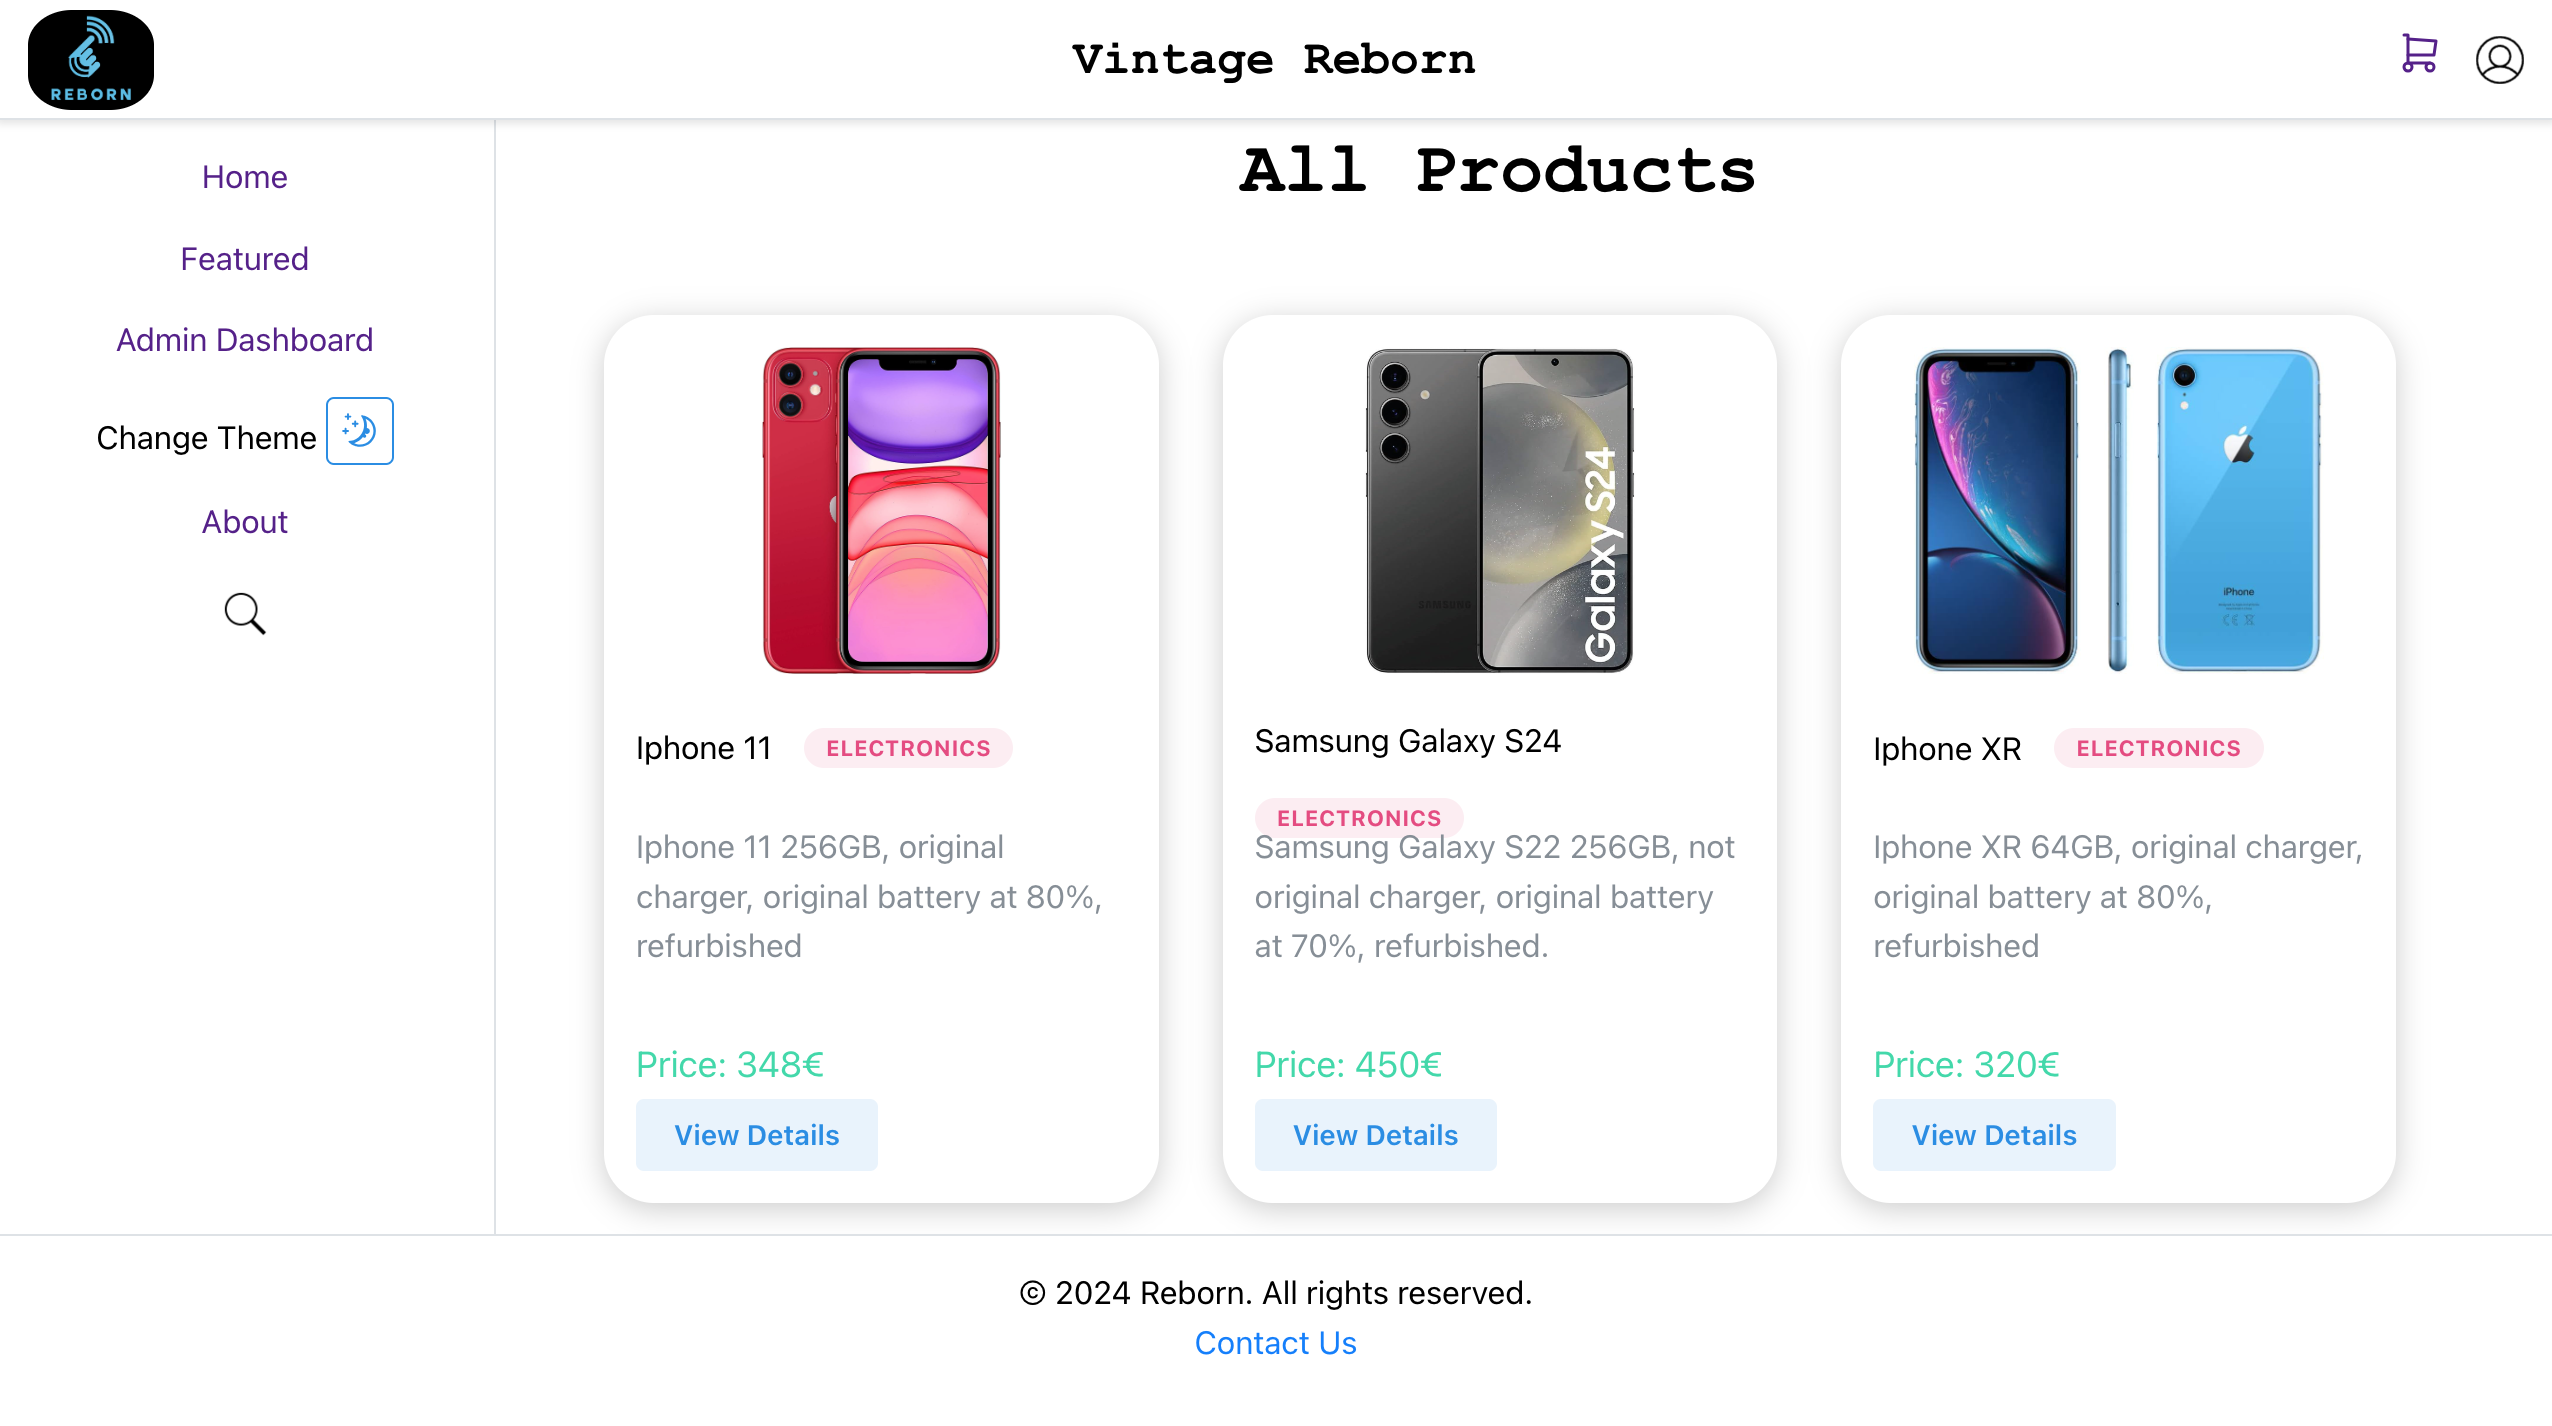 REBORN
Vintage Reborn
Home
Featured
Admin Dashboard
Change Theme
About
All Products
Galaxy S24
SAMSUNG
iPhone
Iphone 11 ELECTRONICS
Iphone 11 256GB, original
charger, original battery at 80%,
refurbished
Price: 348€
View Details
Samsung Galaxy S24
ELECTRONICS
Samsung Galaxy S22 256GB, not
original charger, original battery
at 70%, refurbished.
Price: 450€
View Details
Iphone XR ELECTRONICS
Iphone XR 64GB, original charger,
original battery at 80%,
refurbished
Price: 320€
View Details
© 2024 Reborn. All rights reserved.
Contact Us